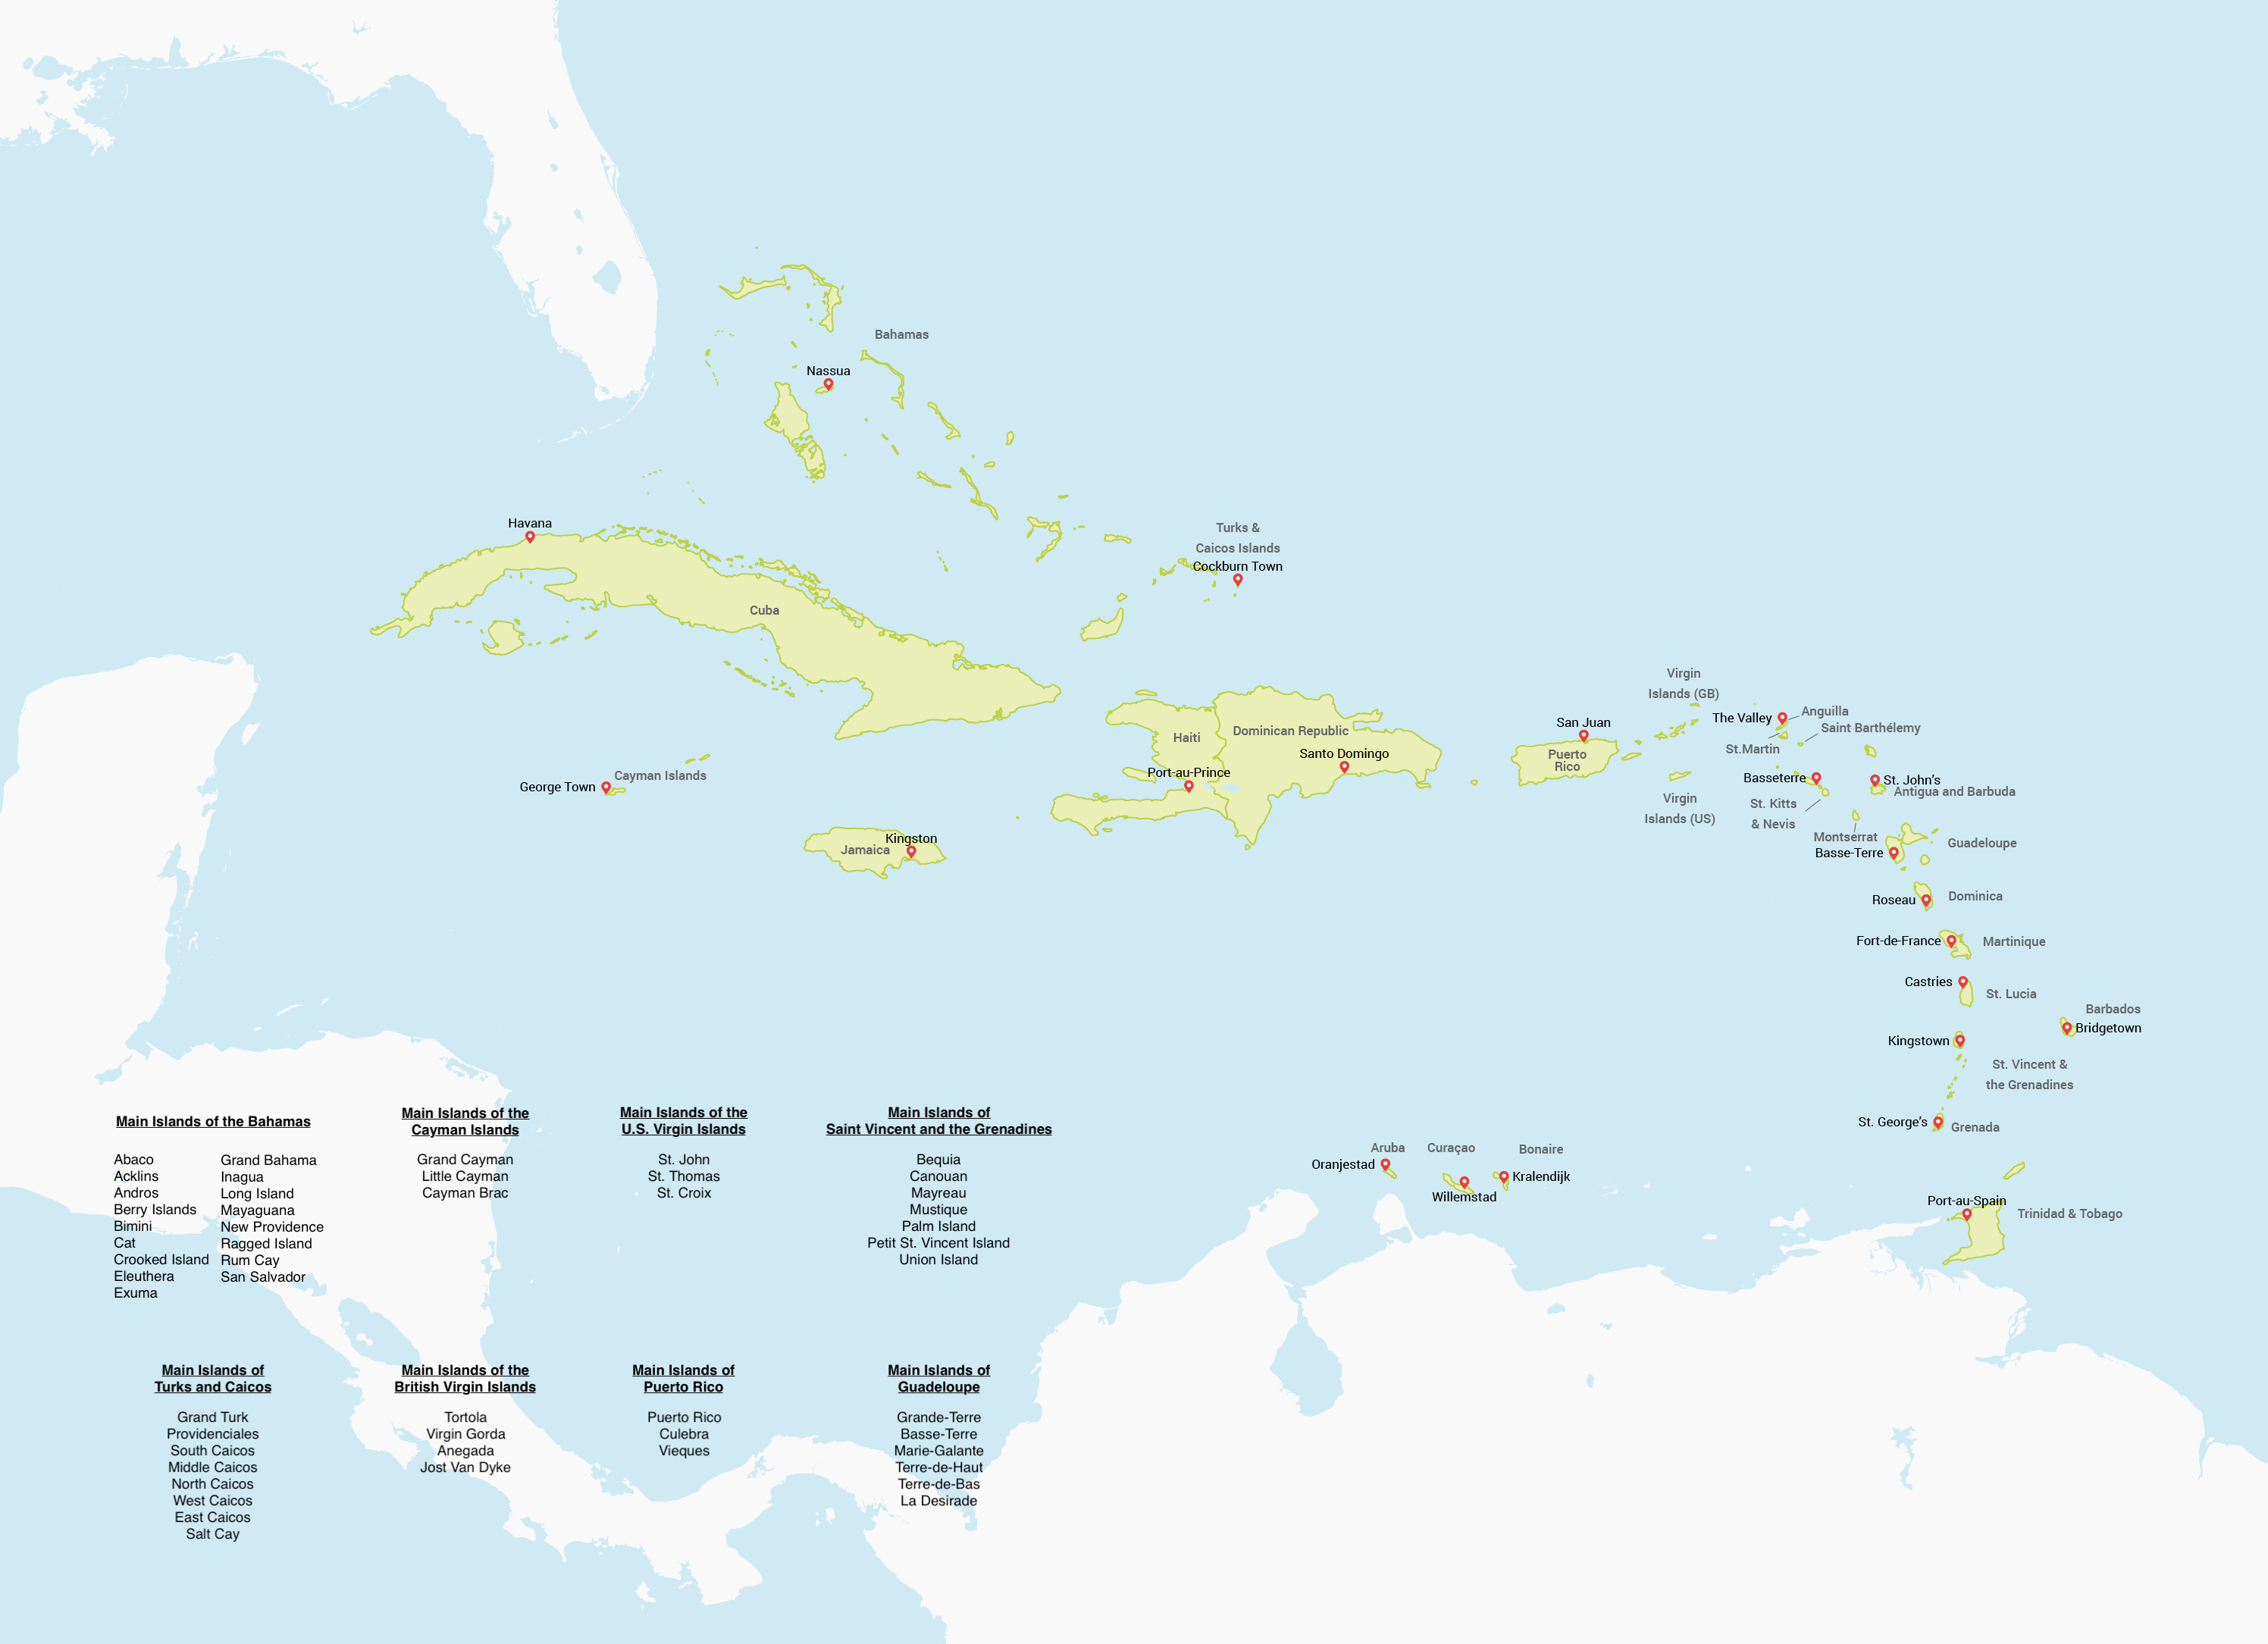 Bahamas
Nassua
Havana
Turks &
Caicos Islands
Cockburn Town
Cuba
Virgin
Islands (GB)
The Valley
Anguilla
Saint Barthélemy
San Juan
Haiti
Dominican Republic
St.Martin
Santo Domingo
Puerto
Rico
Port-au-Prince
Cayman Islands
George Town
Basseterre
St. John's
Antigua and Barbuda
Virgin
Islands (US)
St. Kitts
& Nevis
Montserrat
Kingston
Jamaica
Guadeloupe
Basse-Terre
Roseau
Dominica
Fort-de-France
Martinique
Castries
St. Lucia
Barbados
Bridgetown
Kingstown
St. Vincent &
the Grenadines
St. George's
Grenada
Aruba
Curaçao
Bonaire
Oranjestad
Kralendijk
Willemstad
Port-au-Spain
Trinidad & Tobago
Main Islands of the Bahamas
Abaco
Acklins
Andros
Berry Islands
Bimini
Cat
Crooked Island
Eleuthera
Exuma
Grand Bahama
Inagua
Long Island
Mayaguana
New Providence
Ragged Island
Rum Cay
San Salvador
Main Islands of the
Cayman Islands
Grand Cayman
Little Cayman
Cayman Brac
Main Islands of the
U.S. Virgin Islands
St. John
St. Thomas
St. Croix
Main Islands of
Saint Vincent and the Grenadines
Bequia
Canouan
Mayreau
Mustique
Palm Island
Petit St. Vincent Island
Union Island
Main Islands of
Turks and Caicos
Grand Turk
Providenciales
South Caicos
Middle Caicos
North Caicos
West Caicos
East Caicos
Salt Cay
Main Islands of the
British Virgin Islands
Tortola
Virgin Gorda
Anegada
Jost Van Dyke
Main Islands of
Puerto Rico
Puerto Rico
Culebra
Vieques
Main Islands of
Guadeloupe
Grande-Terre
Basse-Terre
Marie-Galante
Terre-de-Haut
Terre-de-Bas
La Desirade